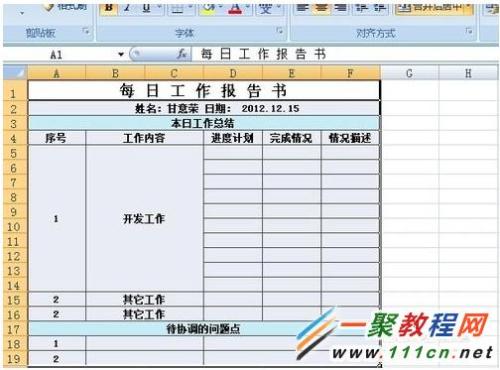 格式刷
B I U A 变 合并后居中
剪贴板 字体 对齐方式
A1 fx 每日工作报告书
A B C D E F G H
1 每日工作报告书
2 姓名:甘意荣 日期: 2012.12.15
3 本日工作总结
4 序号 工作内容 进度计划 完成情况 情况描述
5
6
7
8
9 1 开发工作
10
11
12
13
14
15 2 其它工作
16 2 其它工作
17 待协调的问题点
18 1
19 2
一聚教程网
www.111cn.net